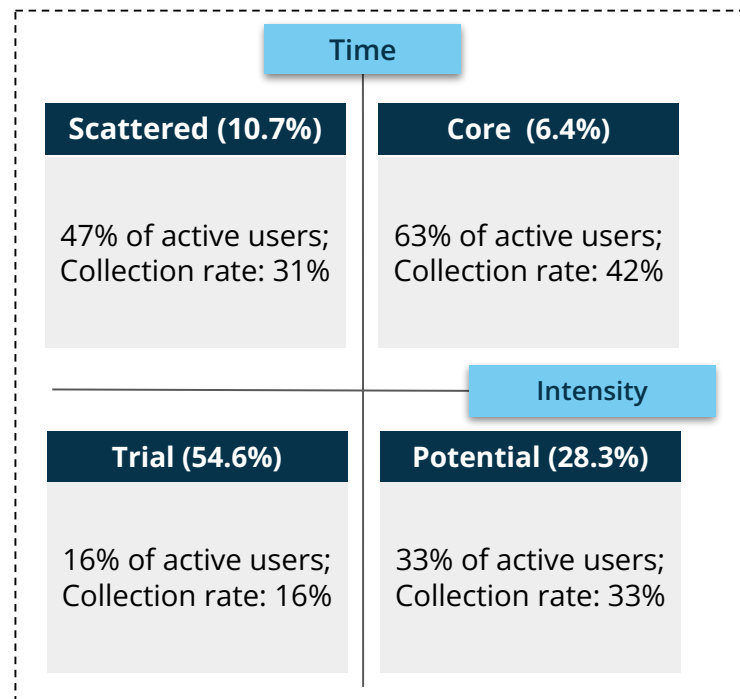 Time
Scattered (10.7%)
47% of active users;
Collection rate: 31%
Core (6.4%)
63% of active users;
Collection rate: 42%
Intensity
Trial (54.6%)
16% of active users;
Collection rate: 16%
Potential (28.3%)
33% of active users;
Collection rate: 33%